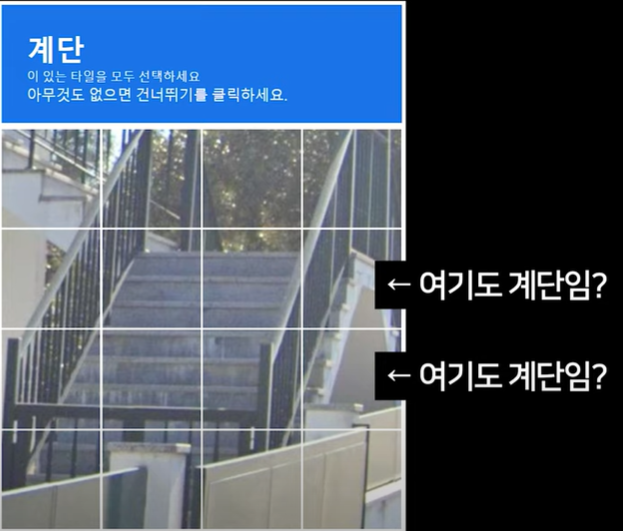 계단
이 있는 타일을 모두 선택하세요
아무것도 없으면 건너뛰기를 클릭하세요.
← 여기도 계단임?
← 여기도 계단임?